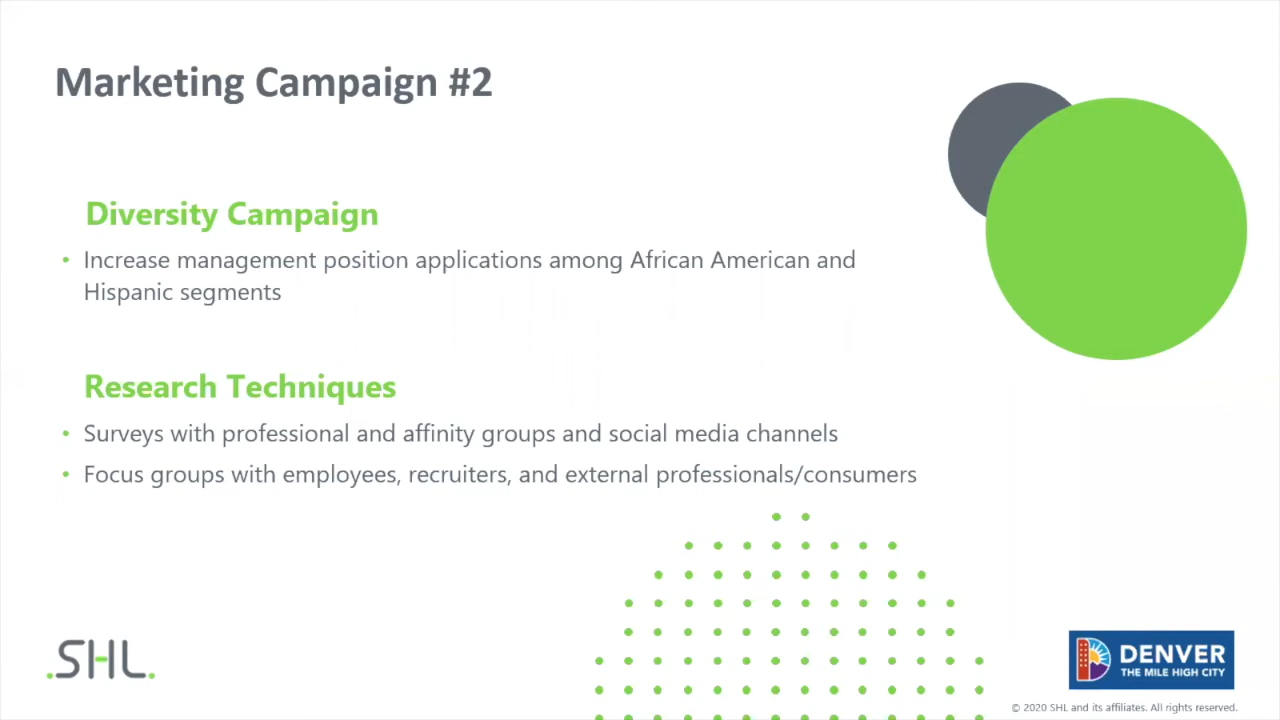 Marketing Campaign #2
Diversity Campaign
• Increase management position applications among African American and
Hispanic segments
Research Techniques
• Surveys with professional and affinity groups and social media channels
• Focus groups with employees, recruiters, and external professionals/consumers
.SHL.
DENVER
THE MILE HIGH CITY
© 2020 SHL and its affiliates. All rights reserved.